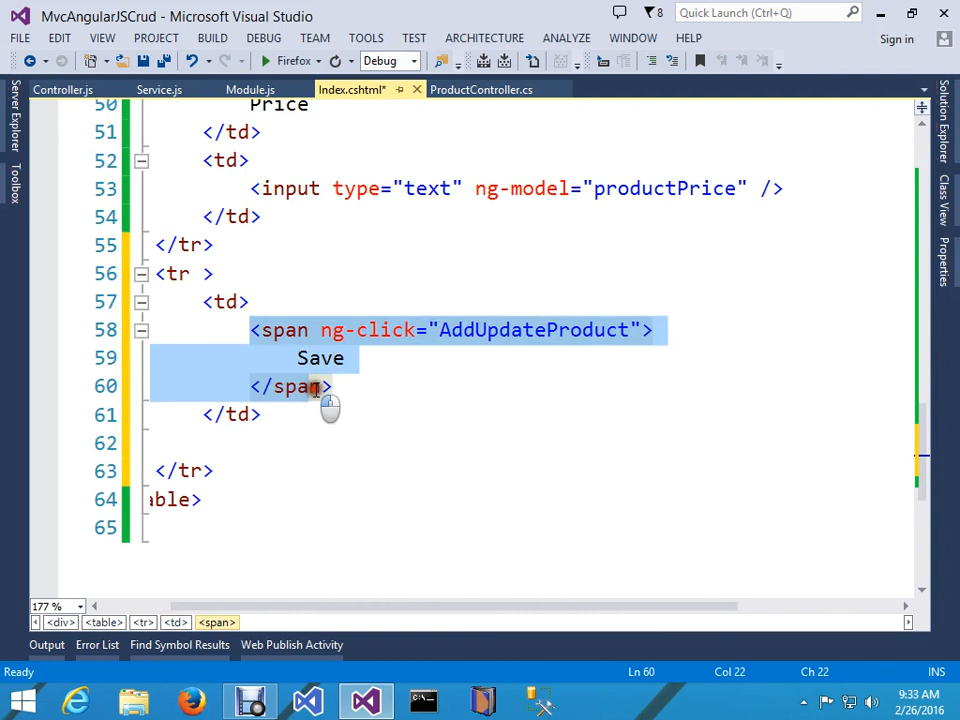 MvcAngularJSCrud - Microsoft Visual Studio
8
Quick Launch (Ctrl+Q)
FILE EDIT VIEW PROJECT BUILD DEBUG TEAM TOOLS TEST ARCHITECTURE ANALYZE WINDOW HELP
Sign in
Firefox Debug
Controller.js Service.js Module.js Index.cshtml* ProductController.cs
Server Explorer
Toolbox
Solution Explorer
Class View
Properties
50 Price
51 </td>
52 <td>
53 <input type="text" ng-model="productPrice" />
54 </td>
55 </tr>
56 <tr >
57 <td>
58 <span ng-click="AddUpdateProduct">
59 Save
60 </span>
61 </td>
62
63 </tr>
64 able>
65
177 %
<div> <table> <tr> <td> <span>
Output Error List Find Symbol Results Web Publish Activity
Ready Ln 60 Col 22 Ch 22 INS
9:33 AM
2/26/2016